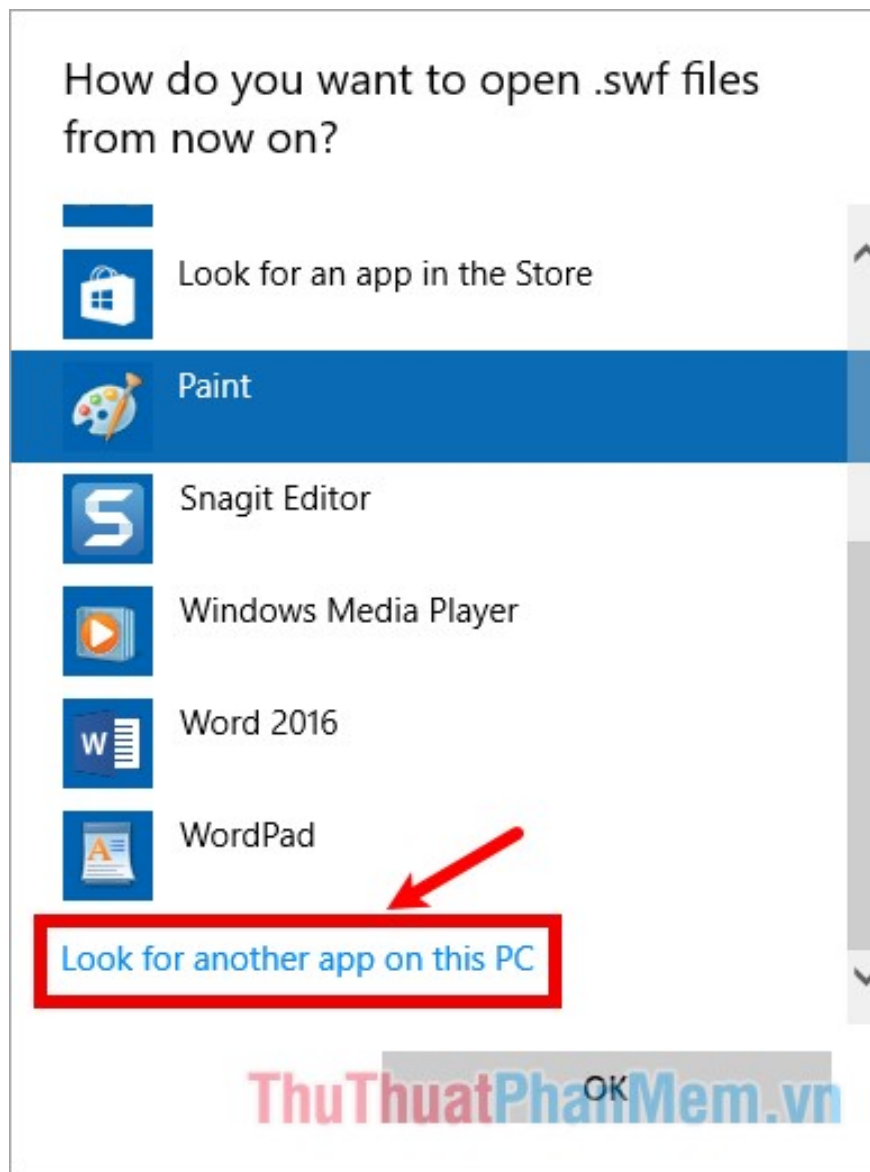 How do you want to open .swf files
from now on?
Look for an app in the Store
Paint
Snagit Editor
Windows Media Player
Word 2016
WordPad
Look for another app on this PC
OK
ThuThuatPhanMem.vn